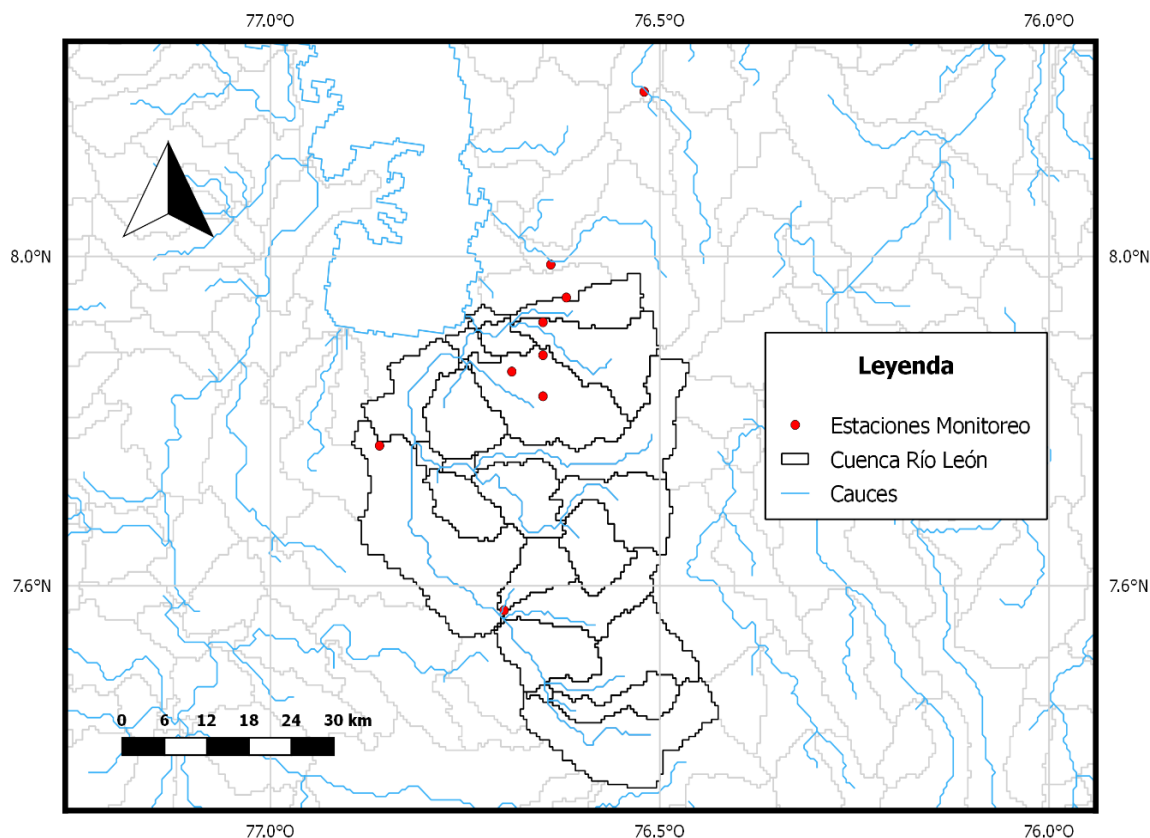 77.0°O 76.5°O 76.0°O
8.0°N 8.0°N
Leyenda
Estaciones Monitoreo
Cuenca Río León
Cauces
7.6°N 7.6°N
0 6 12 18 24 30 km
77.0°O 76.5°O 76.0°O